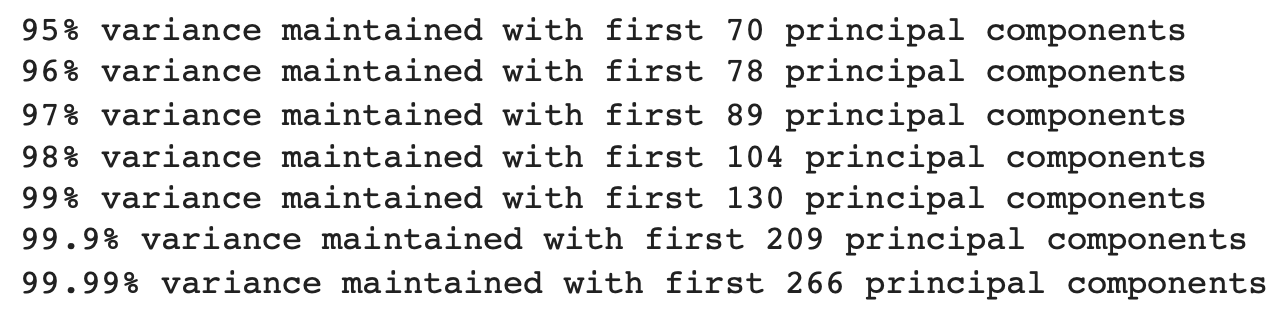 95% variance maintained with first 70 principal components
96% variance maintained with first 78 principal components
97% variance maintained with first 89 principal components
98% variance maintained with first 104 principal components
99% variance maintained with first 130 principal components
99.9% variance maintained with first 209 principal components
99.99% variance maintained with first 266 principal components